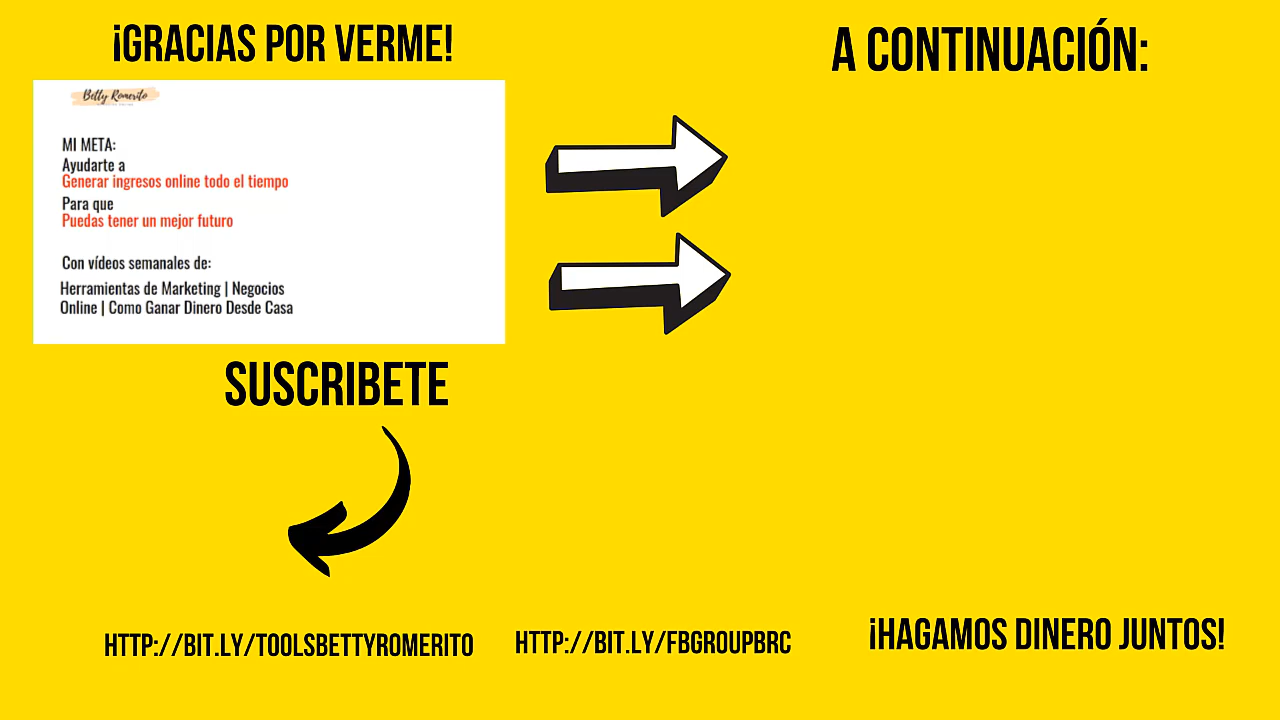 ¡GRACIAS POR VERME!
A CONTINUACIÓN:
Betty Romerito
MI META:
Ayudarte a
Generar ingresos online todo el tiempo
Para que
Puedas tener un mejor futuro
Con vídeos semanales de:
Herramientas de Marketing | Negocios
Online | Como Ganar Dinero Desde Casa
SUSCRIBETE
HTTP://BIT.LY/TOOLSBETTYROMERITO
HTTP://BIT.LY/FBGROUPBRC
¡HAGAMOS DINERO JUNTOS!